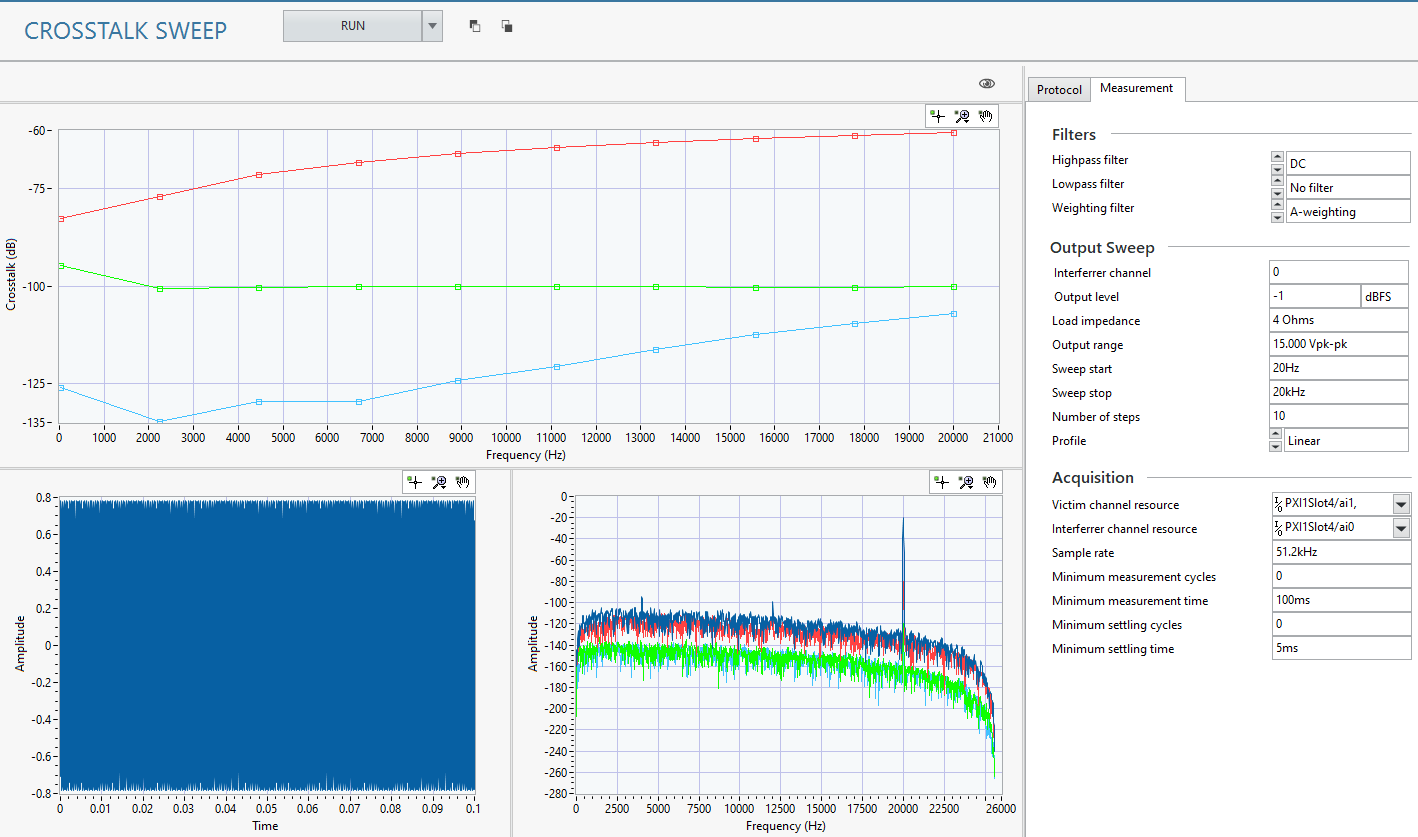 CROSSTALK SWEEP
RUN
Protocol
Measurement
Crosstalk (dB)
-60
-75
-100
-125
-135
0 1000 2000 3000 4000 5000 6000 7000 8000 9000 10000 11000 12000 13000 14000 15000 16000 17000 18000 19000 20000 21000
Frequency (Hz)
Amplitude
0.8
0.6
0.4
0.2
0
-0.2
-0.4
-0.6
-0.8
0 0.01 0.02 0.03 0.04 0.05 0.06 0.07 0.08 0.09 0.1
Time
Amplitude
0
-20
-40
-60
-80
-100
-120
-140
-160
-180
-200
-220
-240
-260
-280
0 2500 5000 7500 10000 12500 15000 17500 20000 22500 26000
Frequency (Hz)
Filters
Highpass filter DC
Lowpass filter No filter
Weighting filter A-weighting
Output Sweep
Interferrer channel 0
Output level -1 dBFS
Load impedance 4 Ohms
Output range 15.000 Vpk-pk
Sweep start 20Hz
Sweep stop 20kHz
Number of steps 10
Profile Linear
Acquisition
Victim channel resource PXI1Slot4/ai1,
Interferrer channel resource PXI1Slot4/ai0
Sample rate 51.2kHz
Minimum measurement cycles 0
Minimum measurement time 100ms
Minimum settling cycles 0
Minimum settling time 5ms